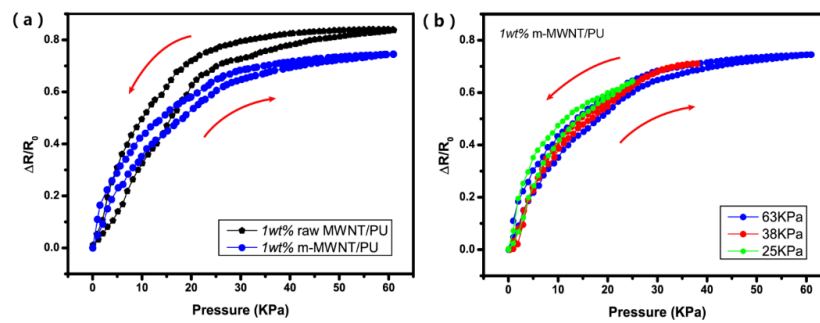 (a)
ΔR/R0
0.8
0.6
0.4
0.2
0.0
0 10 20 30 40 50 60
Pressure (KPa)
1wt% raw MWNT/PU
1wt% m-MWNT/PU
(b)
1wt% m-MWNT/PU
ΔR/R0
0.8
0.6
0.4
0.2
0.0
0 10 20 30 40 50 60
Pressure (KPa)
63KPa
38KPa
25KPa